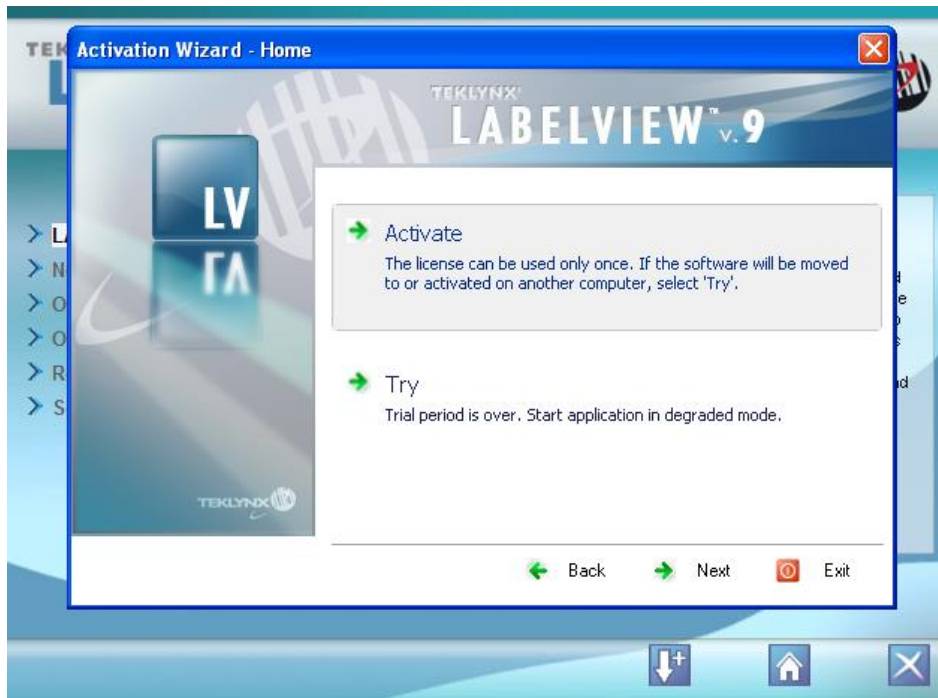 TEK
Activation Wizard - Home
TEKLYNX
LABELVIEW™ v.9
LV
Activate
The license can be used only once. If the software will be moved
to or activated on another computer, select 'Try'.
Try
Trial period is over. Start application in degraded mode.
TEKLYNX
Back Next Exit